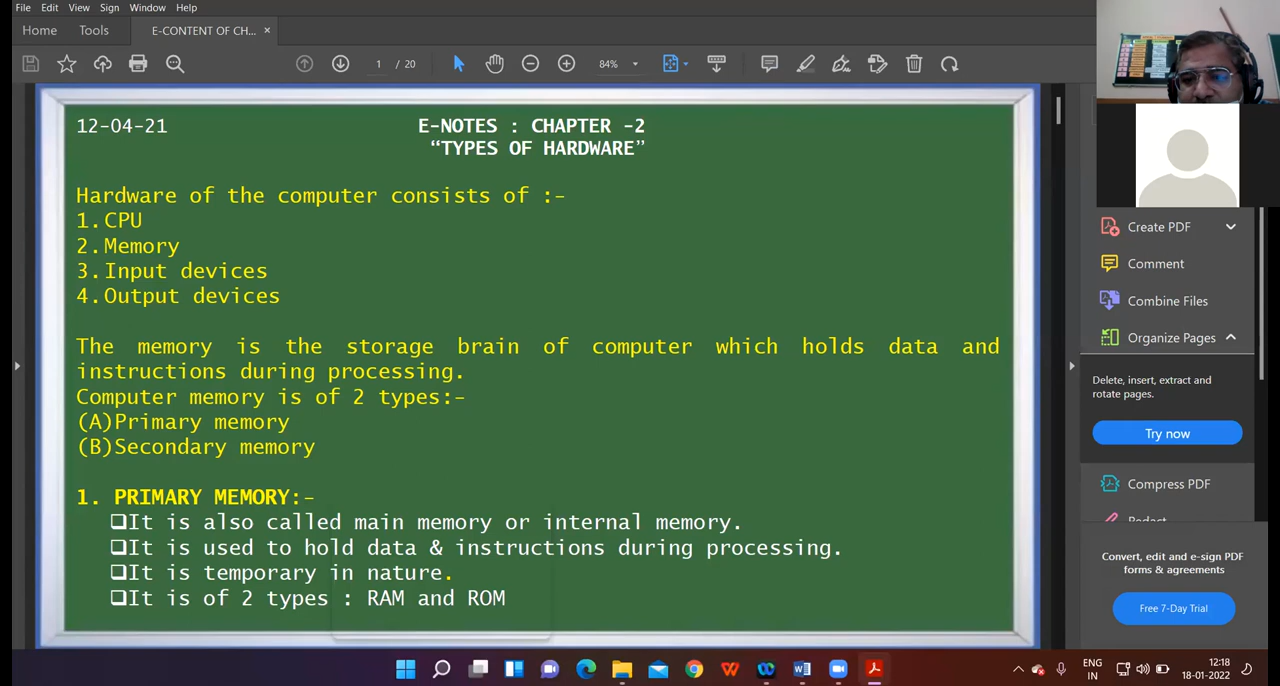 File Edit View Sign Window Help
Home Tools E-CONTENT OF CH... ×
1 / 20 84%
12-04-21
E-NOTES : CHAPTER -2
“TYPES OF HARDWARE”
Hardware of the computer consists of :-
1.CPU
2.Memory
3.Input devices
4.Output devices
The memory is the storage brain of computer which holds data and
instructions during processing.
Computer memory is of 2 types:-
(A)Primary memory
(B)Secondary memory
1. PRIMARY MEMORY:-
❑It is also called main memory or internal memory.
❑It is used to hold data & instructions during processing.
❑It is temporary in nature.
❑It is of 2 types : RAM and ROM
Create PDF
Comment
Combine Files
Organize Pages
Delete, insert, extract and
rotate pages.
Try now
Compress PDF
Redact
Convert, edit and e-sign PDF
forms & agreements
Free 7-Day Trial
ENG
IN
12:18
18-01-2022